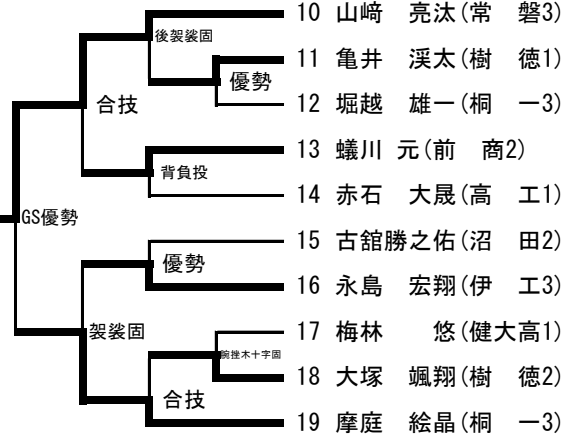 10 山﨑　亮汰(常　磐3)
後袈裟固
11 亀井　渓太(樹　徳1)
優勢
合技
12 堀越　雄一(桐　一3)
13 蟻川 元(前　商2)
背負投
14 赤石　大晟(高　工1)
GS優勢
15 古舘勝之佑(沼　田2)
優勢
16 永島　宏翔(伊　工3)
袈裟固
17 梅林　　悠(健大高1)
腕挫木十字固
18 大塚　颯翔(樹　徳2)
合技
19 摩庭　絵晶(桐　一3)